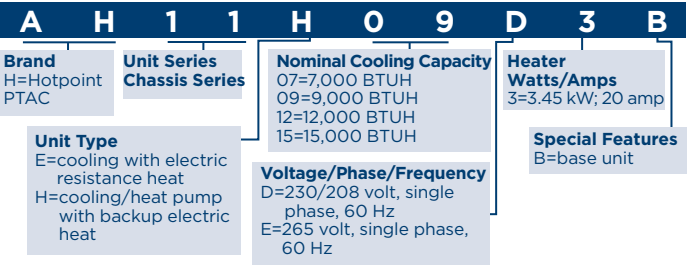 A H 1 1 H 0 9 D 3 B
Brand
H=Hotpoint
PTAC
Unit Series
Chassis Series
Nominal Cooling Capacity
07=7,000 BTUH
09=9,000 BTUH
12=12,000 BTUH
15=15,000 BTUH
Heater
Watts/Amps
3=3.45 kW; 20 amp
Unit Type
E=cooling with electric
resistance heat
H=cooling/heat pump
with backup electric
heat
Voltage/Phase/Frequency
D=230/208 volt, single
phase, 60 Hz
E=265 volt, single phase,
60 Hz
Special Features
B=base unit